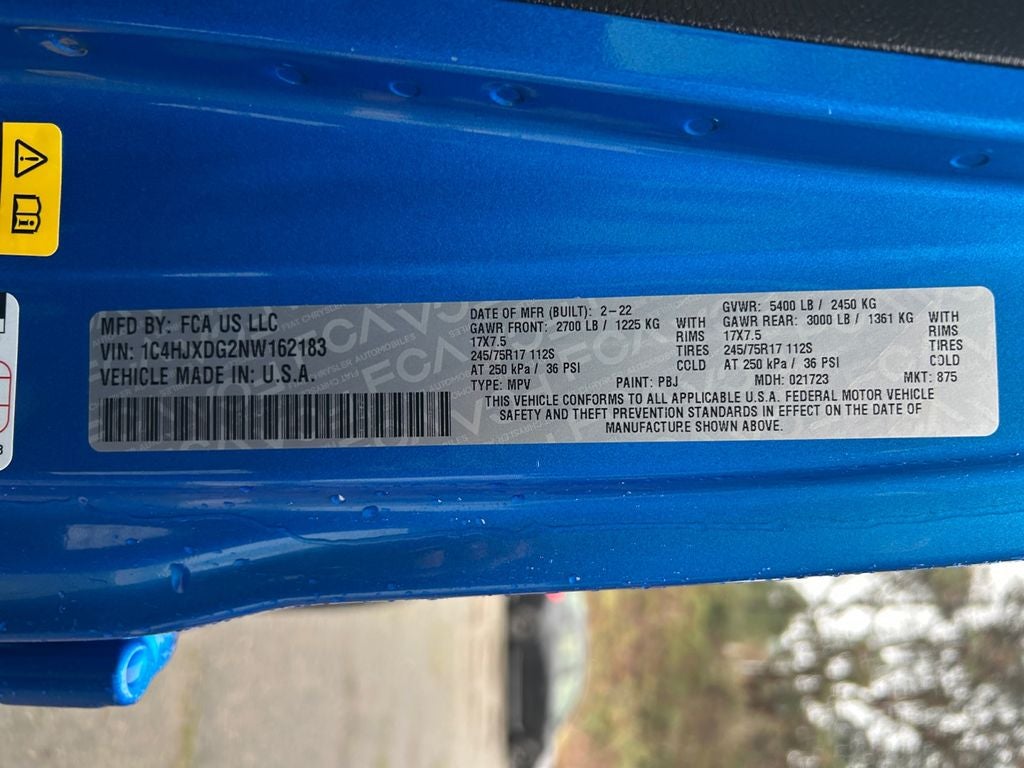 MFD BY: FCA US LLC
VIN: 1C4HJXDG2NW162183
VEHICLE MADE IN: U.S.A.
DATE OF MFR (BUILT): 2-22 GVWR: 5400 LB / 2450 KG
GAWR FRONT: 2700 LB / 1225 KG WITH GAWR REAR: 3000 LB / 1361 KG WITH
17X7.5 RIMS 17X7.5 RIMS
245/75R17 112S TIRES 245/75R17 112S TIRES
AT 250 kPa / 36 PSI COLD AT 250 kPa / 36 PSI COLD
TYPE: MPV PAINT: PBJ MDH: 021723 MKT: 875
THIS VEHICLE CONFORMS TO ALL APPLICABLE U.S.A. FEDERAL MOTOR VEHICLE
SAFETY AND THEFT PREVENTION STANDARDS IN EFFECT ON THE DATE OF
MANUFACTURE SHOWN ABOVE.